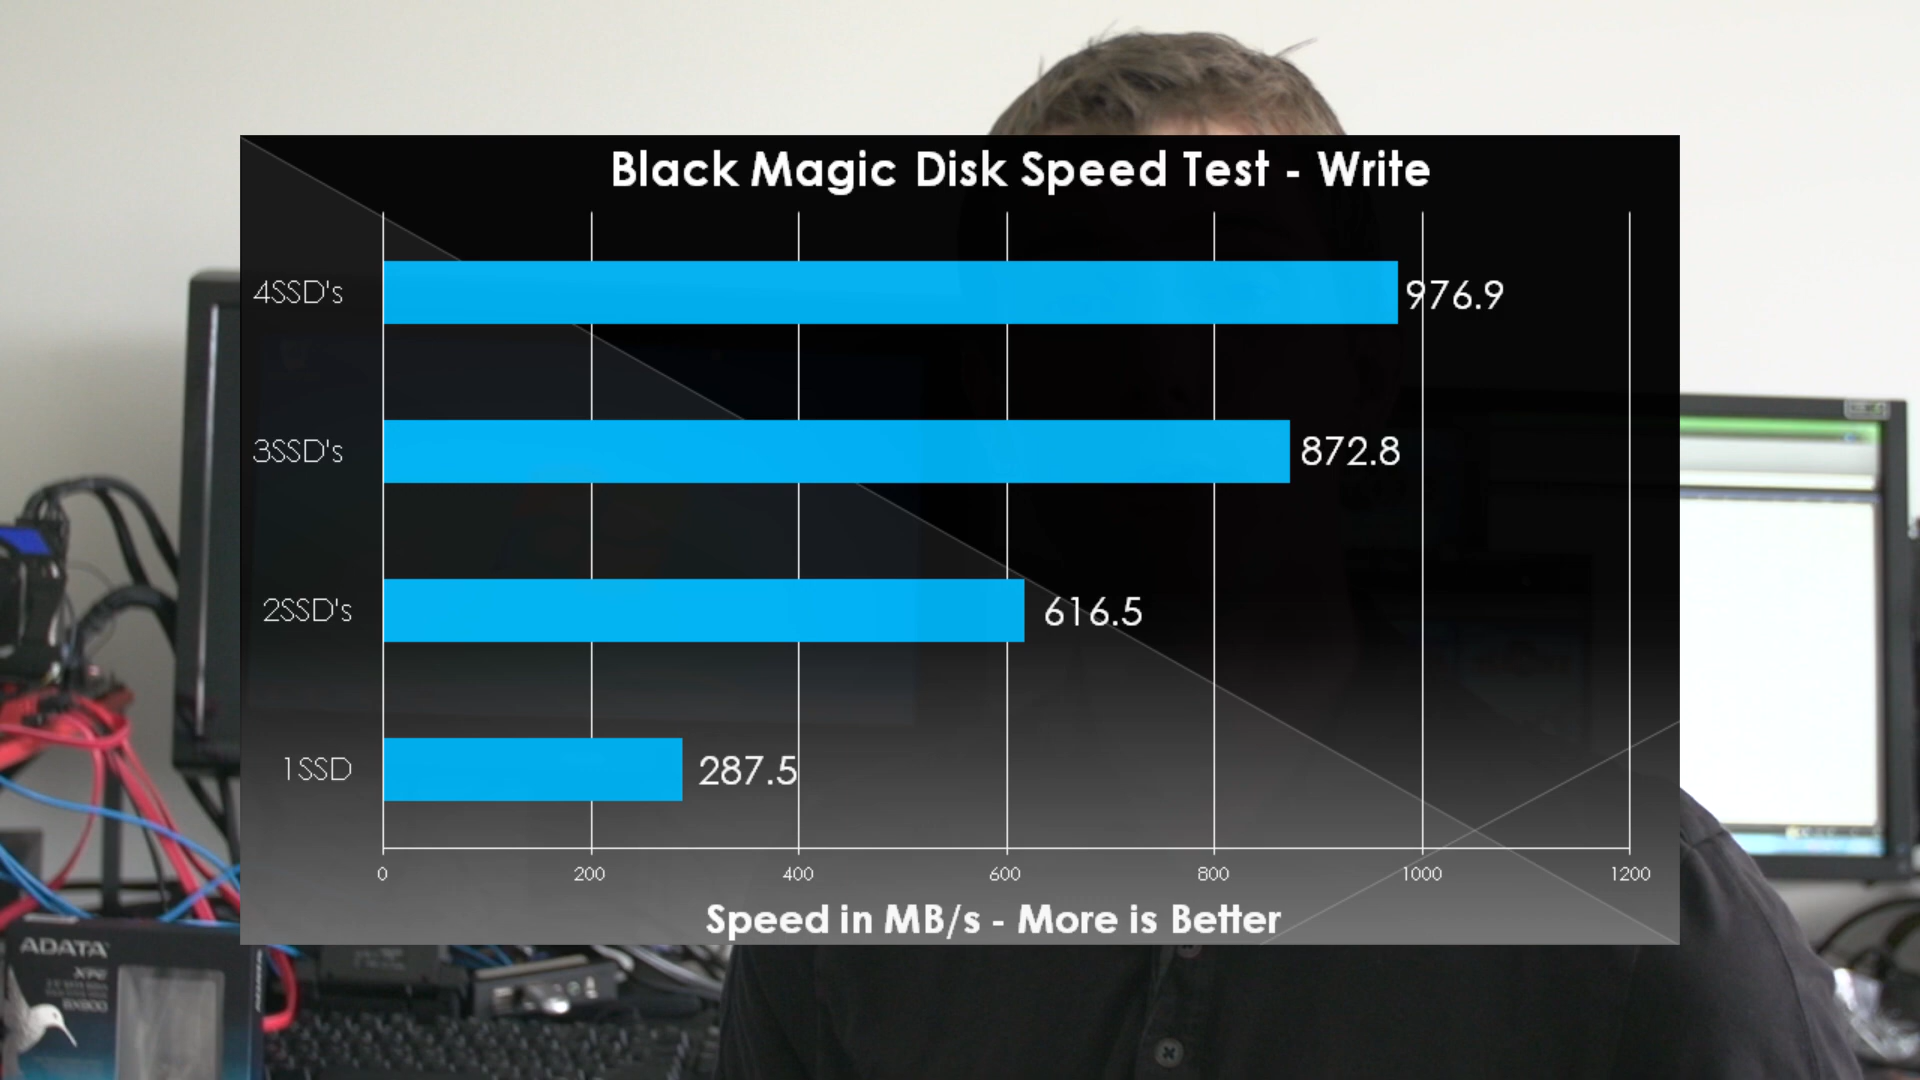 Black Magic Disk Speed Test - Write
4SSD's
976.9
3SSD's
872.8
2SSD's
616.5
1SSD
287.5
0 200 400 600 800 1000 1200
Speed in MB/s - More is Better
ADATA